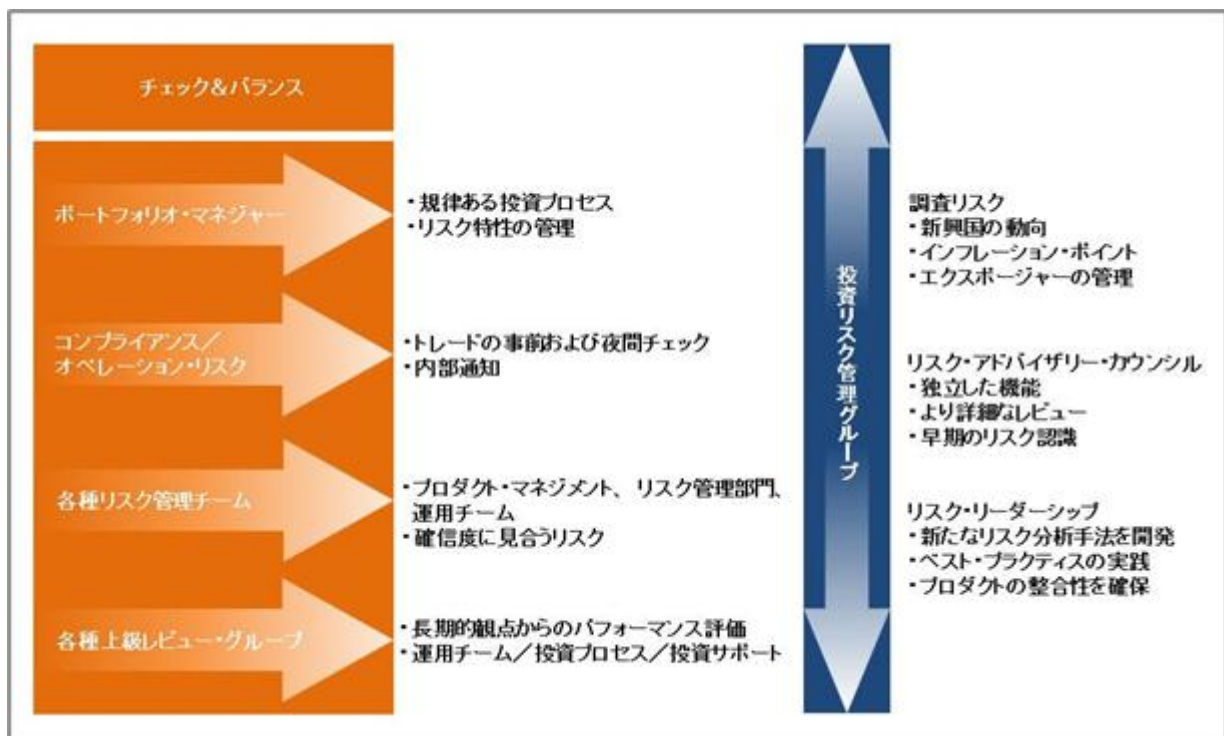 チェック&バランス
ポートフォリオ・マネジャー
・規律ある投資プロセス
・リスク特性の管理
コンプライアンス／
オペレーション・リスク
・トレードの事前および夜間チェック
・内部通知
各種リスク管理チーム
・プロダクト・マネジメント、リスク管理部門、
運用チーム
・確信度に見合うリスク
各種上級レビュー・グループ
・長期的観点からのパフォーマンス評価
・運用チーム／投資プロセス／投資サポート
投資リスク管理グループ
調査リスク
・新興国の動向
・インフレーション・ポイント
・エクスポージャーの管理
リスク・アドバイザリー・カウンシル
・独立した機能
・より詳細なレビュー
・早期のリスク認識
リスク・リーダーシップ
・新たなリスク分析手法を開発
・ベスト・プラクティスの実践
・プロダクトの整合性を確保